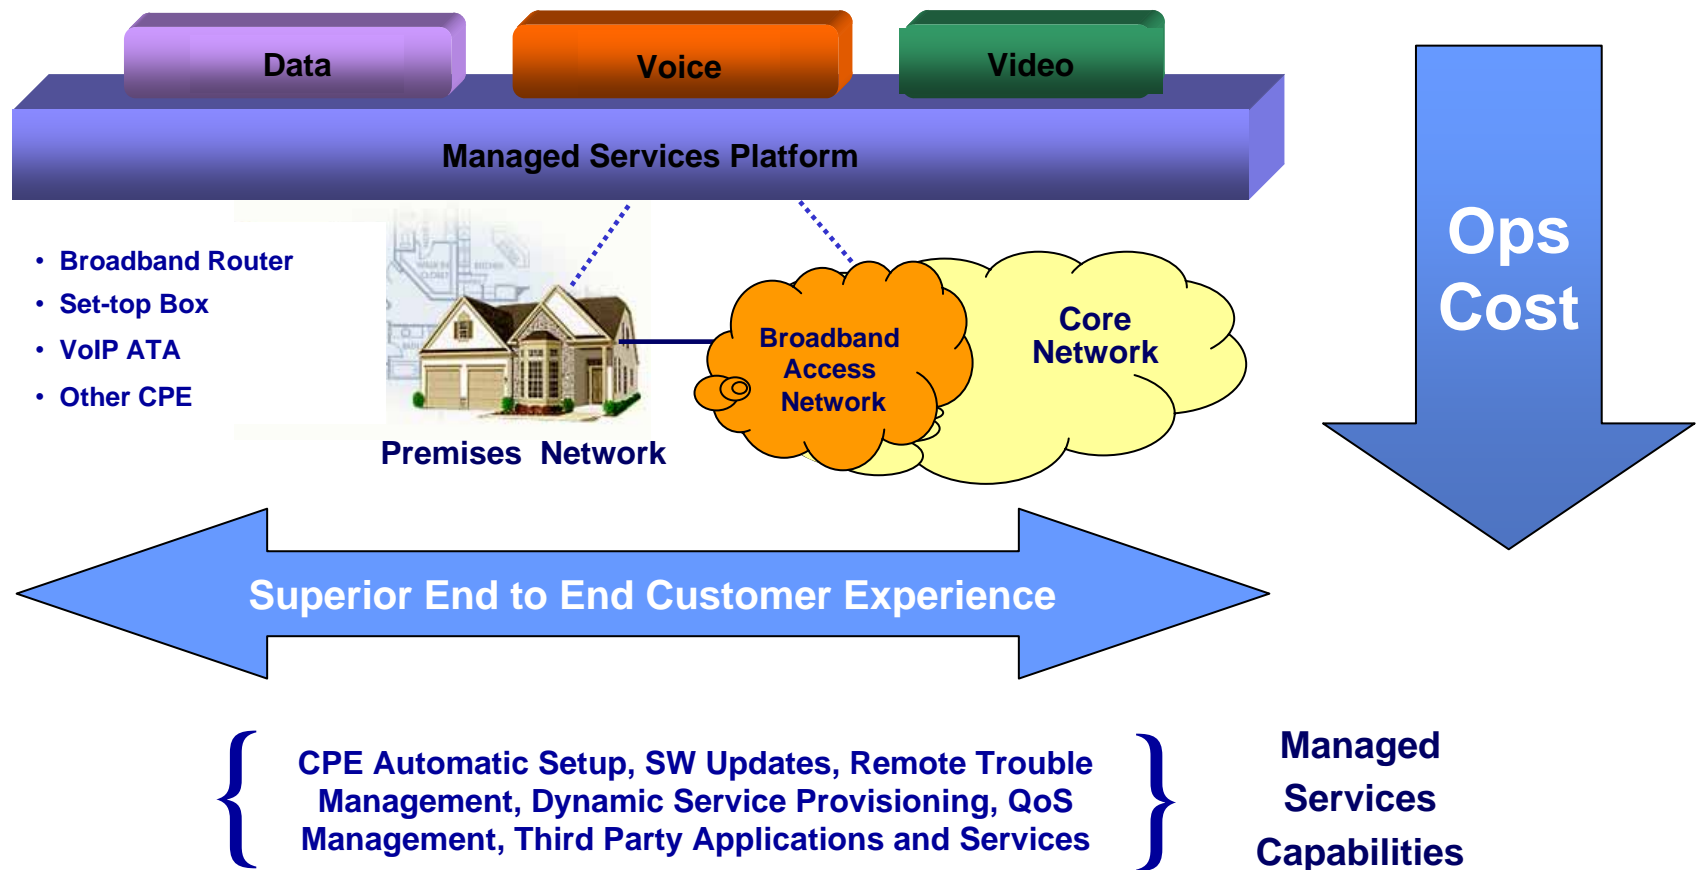 Data
Voice
Video
Managed Services Platform
• Broadband Router
• Set-top Box
• VoIP ATA
• Other CPE
Premises Network
Broadband
Access
Network
Core
Network
Ops
Cost
Superior End to End Customer Experience
CPE Automatic Setup, SW Updates, Remote Trouble
Management, Dynamic Service Provisioning, QoS
Management, Third Party Applications and Services
Managed
Services
Capabilities